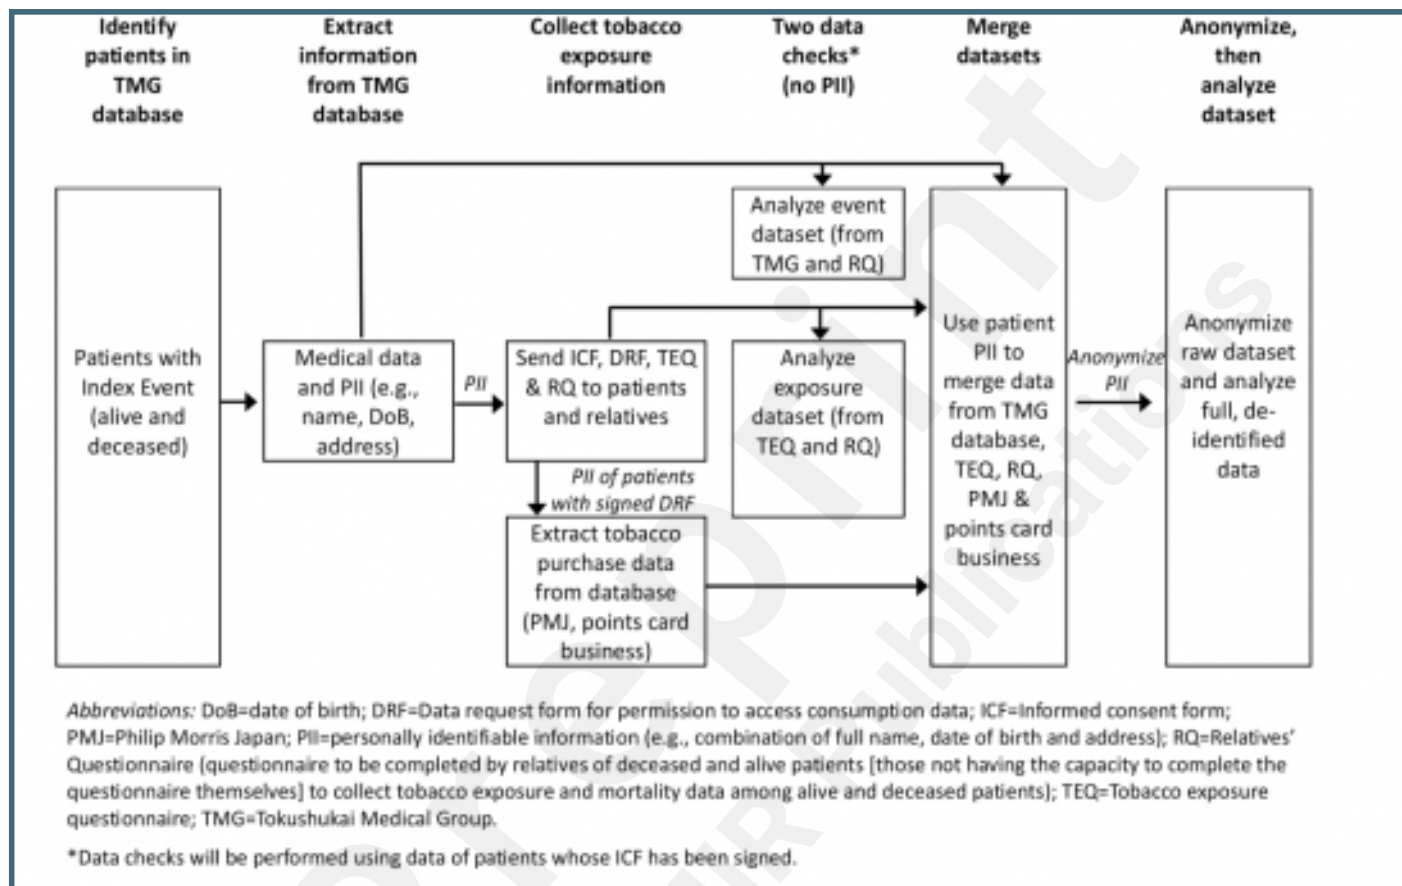 Identify
patients in
TMG
database
Extract
information
from TMG
database
Collect tobacco
exposure
information
Two data
checks*
(no PII)
Merge
datasets
Anonymize,
then
analyze
dataset
Patients with
Index Event
(alive and
deceased)
Medical data
and PII (e.g.,
name, DoB,
address)
PII
Send ICF, DRF, TEQ
& RQ to patients
and relatives
PII of patients
with signed DRF
Extract tobacco
purchase data
from database
(PMJ, points card
business)
Analyze event
dataset (from
TMG and RQ)
Analyze
exposure
dataset (from
TEQ and RQ)
Use patient
PII to
merge data
from TMG
database,
TEQ, RQ,
PMJ &
points card
business
Anonymize
PII
Anonymize
raw dataset
and analyze
full, de-
identified
data
Abbreviations: DoB=date of birth; DRF=Data request form for permission to access consumption data; ICF=Informed consent form;
PMJ=Philip Morris Japan; PII=personally identifiable information (e.g., combination of full name, date of birth and address); RQ=Relatives'
Questionnaire (questionnaire to be completed by relatives of deceased and alive patients [those not having the capacity to complete the
questionnaire themselves] to collect tobacco exposure and mortality data among alive and deceased patients); TEQ=Tobacco exposure
questionnaire; TMG=Tokushukai Medical Group.
*Data checks will be performed using data of patients whose ICF has been signed.
Preprint
Publications